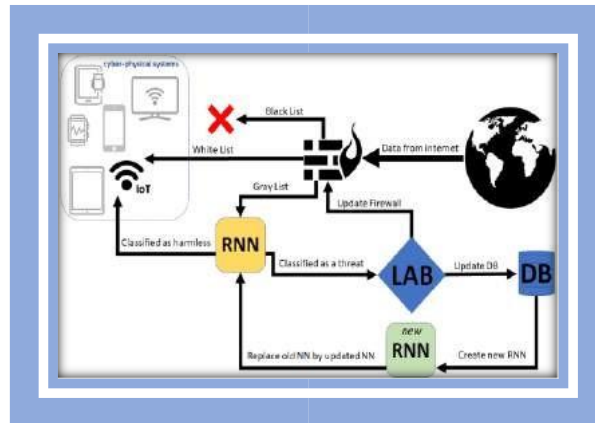 cyber-physical systems
Black List
White List
Data from internet
IoT
Gray List
Update Firewall
Classified as harmless
RNN
Classified as a threat
LAB
Update DB
DB
new
RNN
Replace old NN by updated NN
Create new RNN